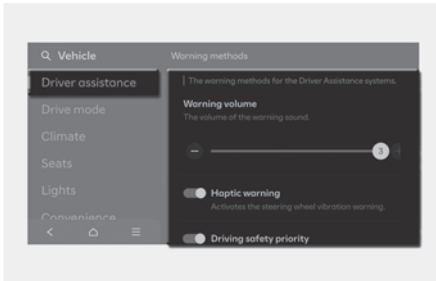 Vehicle
Warning methods
Driver assistance
The warning methods for the Driver Assistance systems.
Drive mode
Warning volume
The volume of the warning sound.
Climate
3
Seats
Haptic warning
Activates the steering wheel vibration warning.
Lights
Convenience
Driving safety priority